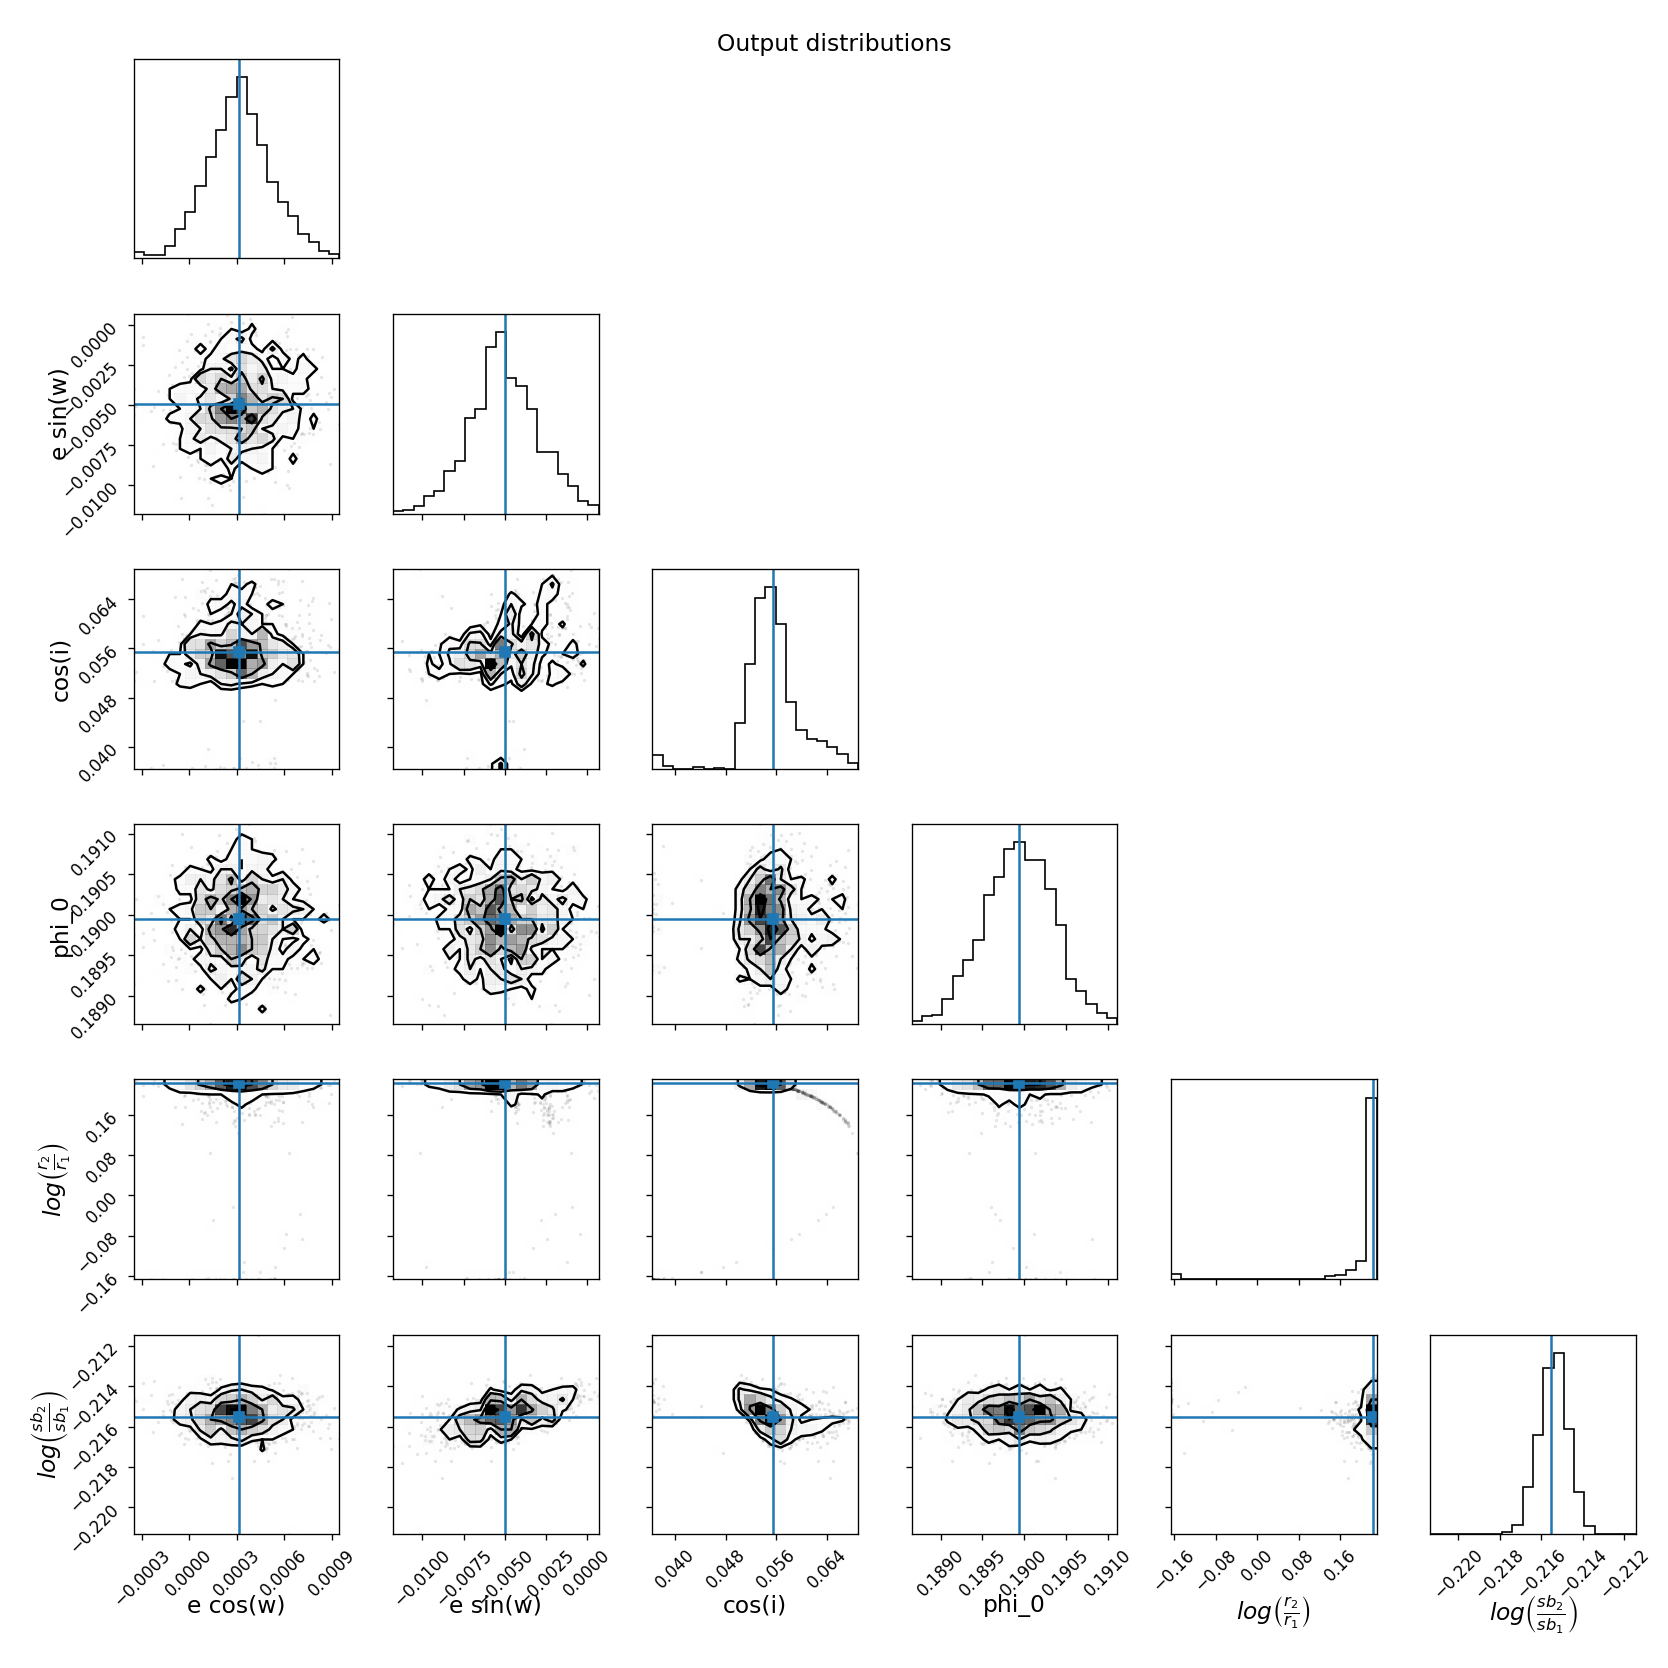 Output distributions
e sin(w)
0.0000
−0.0025
−0.0050
−0.0075
−0.0100
cos(i)
0.064
0.056
0.048
0.040
phi_0
0.1910
0.1905
0.1900
0.1895
0.1890
log(r₂/r₁)
0.16
0.08
0.00
−0.08
−0.16
log(sb₂/sb₁)
−0.212
−0.214
−0.216
−0.218
−0.220
−0.0003 0.0000 0.0003 0.0006 0.0009
e cos(w)
−0.0100 −0.0075 −0.0050 −0.0025 0.0000
e sin(w)
0.040 0.048 0.056 0.064
cos(i)
0.1890 0.1895 0.1900 0.1905 0.1910
phi_0
−0.16 −0.08 0.00 0.08 0.16
log(r₂/r₁)
−0.220 −0.218 −0.216 −0.214 −0.212
log(sb₂/sb₁)